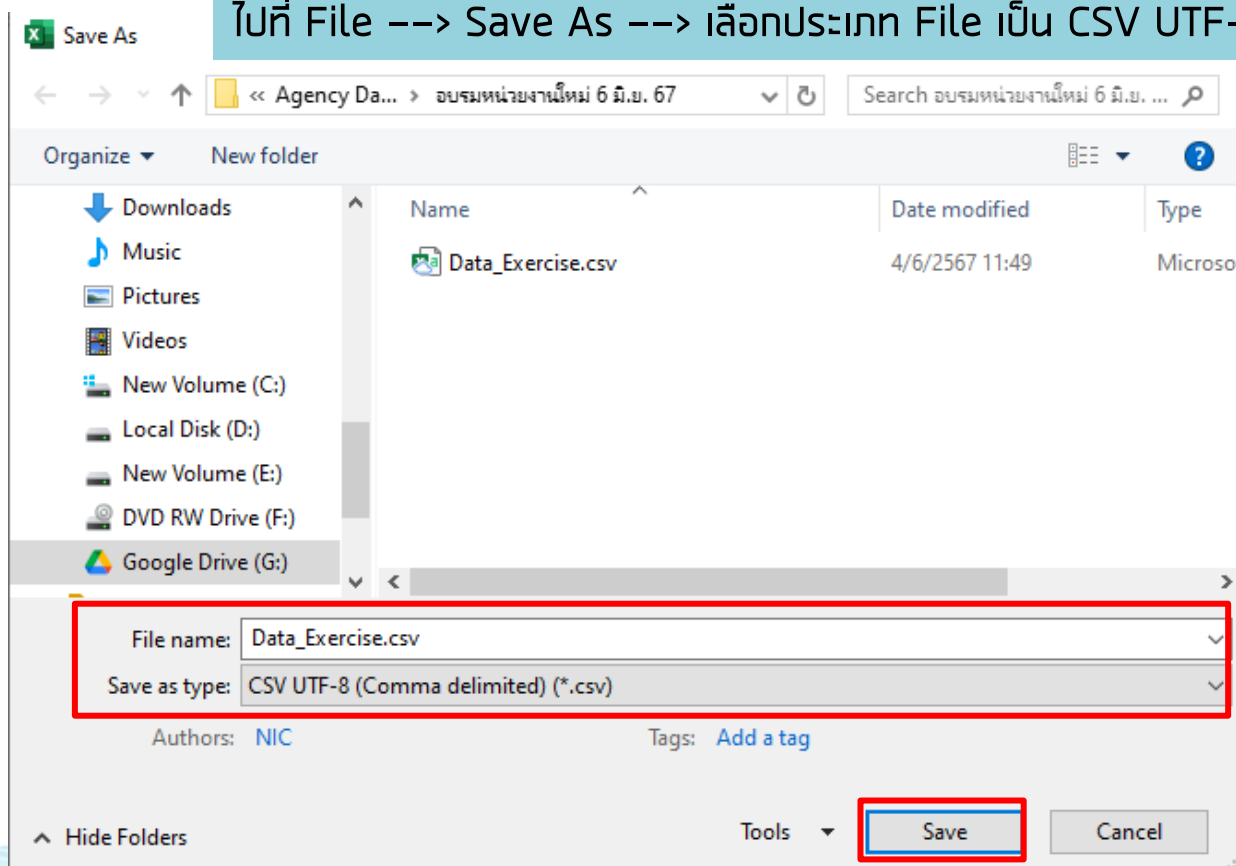 ไปที่ File --> Save As --> เลือกประเภท File เป็น CSV UTF-
Save As
« Agency Da... › อบรมหน่วยงานใหม่ 6 มิ.ย. 67
Search อบรมหน่วยงานใหม่ 6 มิ.ย. ...
Organize New folder
Downloads
Music
Pictures
Videos
New Volume (C:)
Local Disk (D:)
New Volume (E:)
DVD RW Drive (F:)
Google Drive (G:)
Name Date modified Type
Data_Exercise.csv 4/6/2567 11:49 Microso
File name: Data_Exercise.csv
Save as type: CSV UTF-8 (Comma delimited) (*.csv)
Authors: NIC Tags: Add a tag
Hide Folders Tools Save Cancel